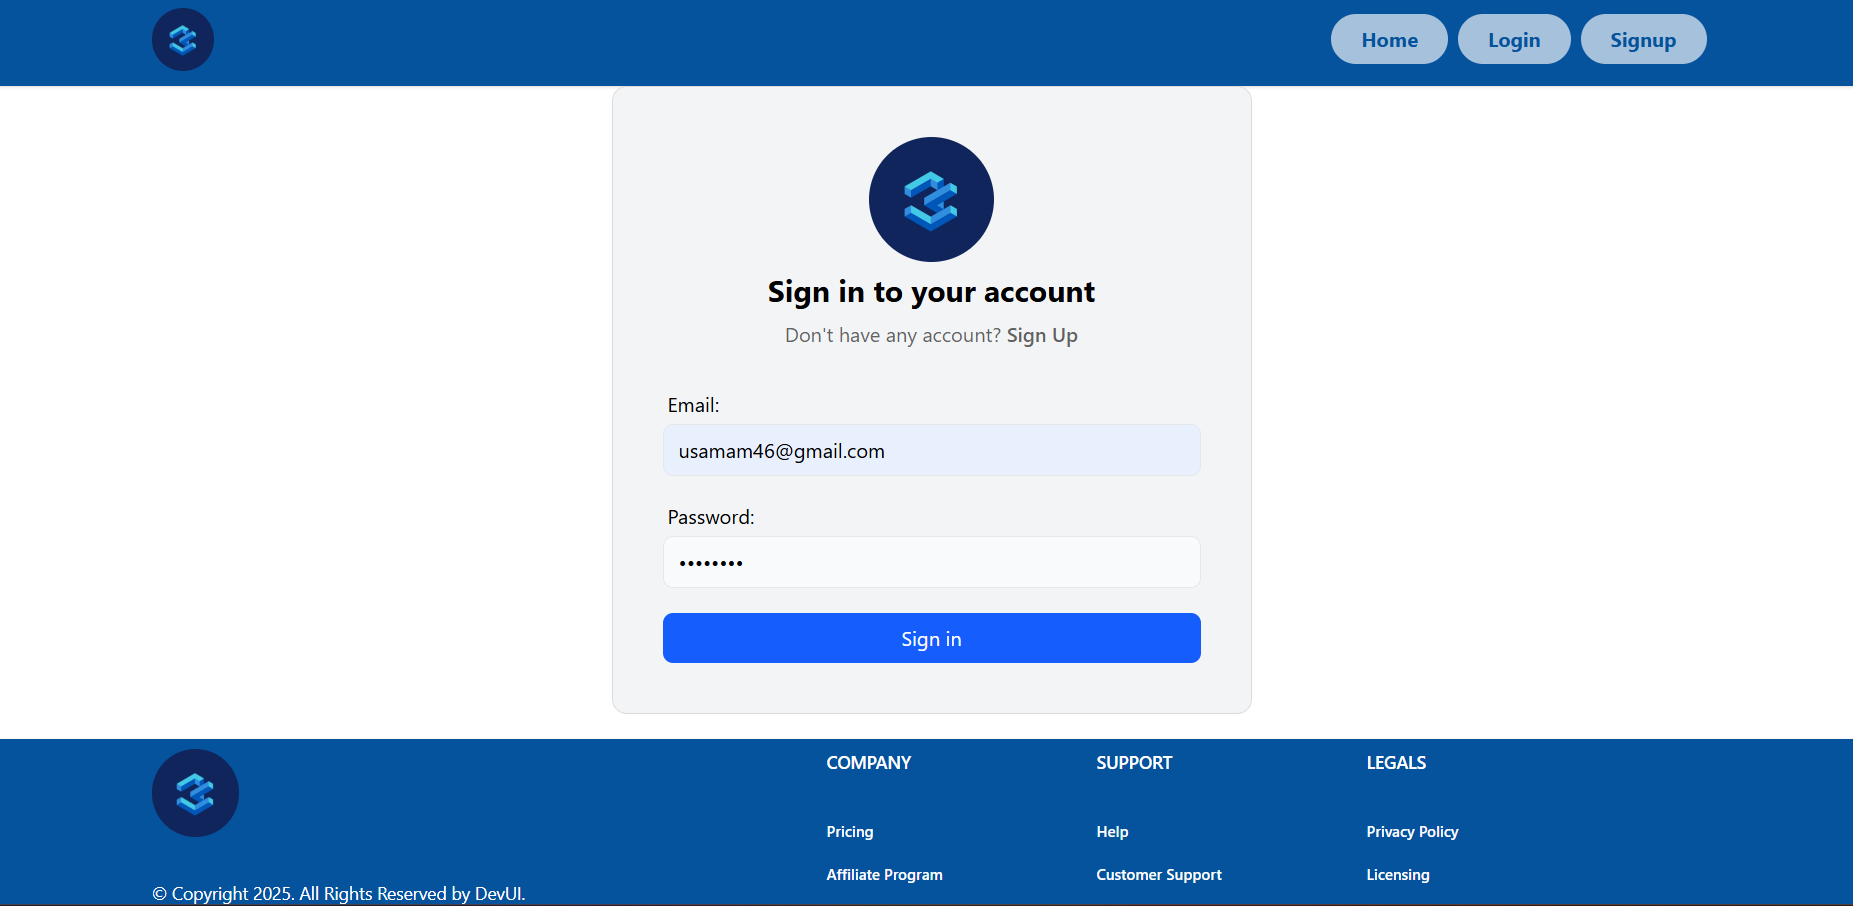 Home Login Signup
Sign in to your account
Don't have any account? Sign Up
Email:
usamam46@gmail.com
Password:
••••••••
Sign in
COMPANY
Pricing
Affiliate Program
SUPPORT
Help
Customer Support
LEGALS
Privacy Policy
Licensing
© Copyright 2025. All Rights Reserved by DevUI.